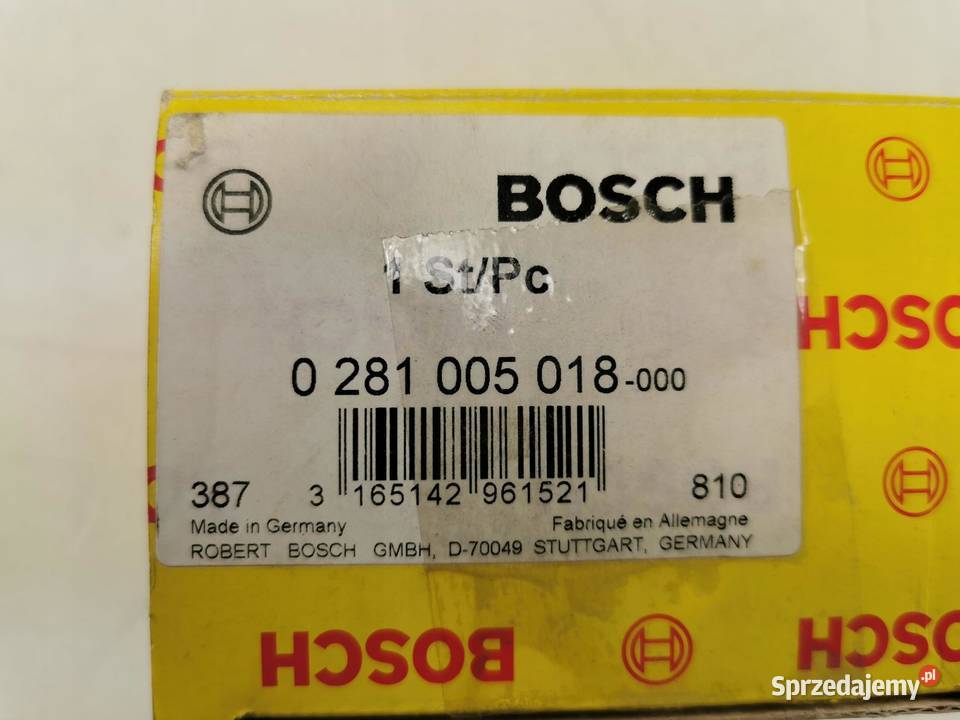 BOSCH
1 St/Pc
0 281 005 018-000
387 3 165142 961521 810
Made in Germany Fabriqué en Allemagne
ROBERT BOSCH GMBH, D-70049 STUTTGART, GERMANY
BOSCH
BOSCH
BOSC
Sprzedajemy.pl